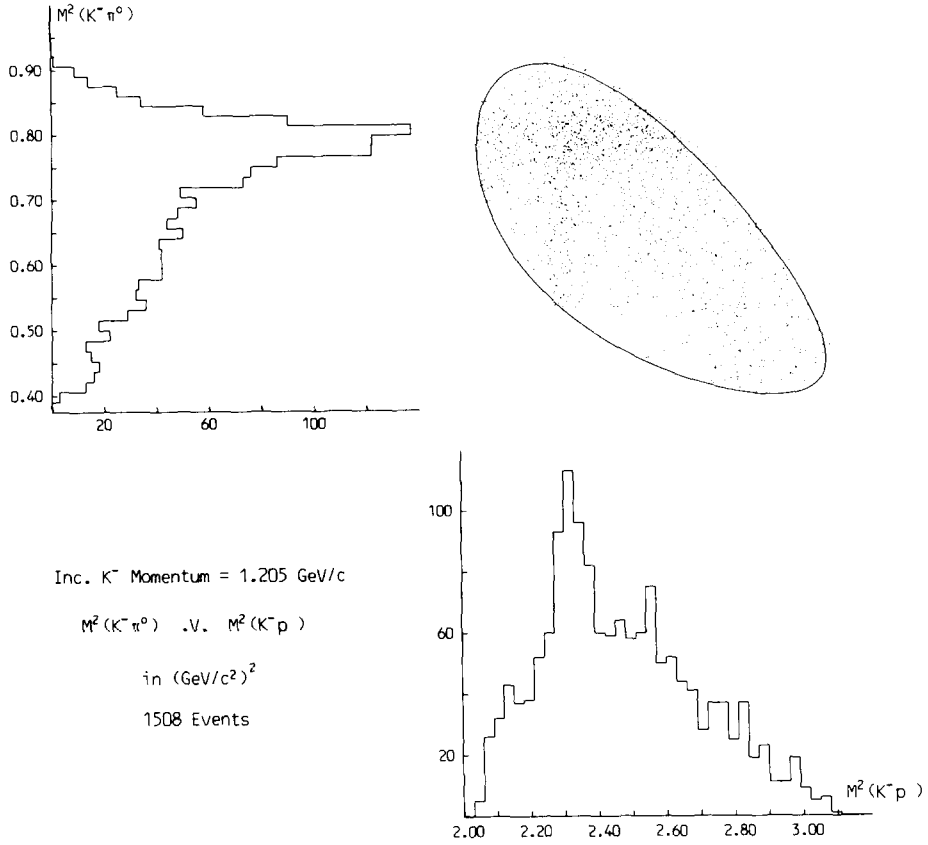 M²(K⁻π⁰)
0.90
0.80
0.70
0.60
0.50
0.40
20 60 100
Inc. K⁻ Momentum = 1.205 GeV/c
M²(K⁻π⁰) .V. M²(K⁻p)
in (GeV/c²)²
1508 Events
100
60
20
2.00 2.20 2.40 2.60 2.80 3.00
M²(K⁻p)